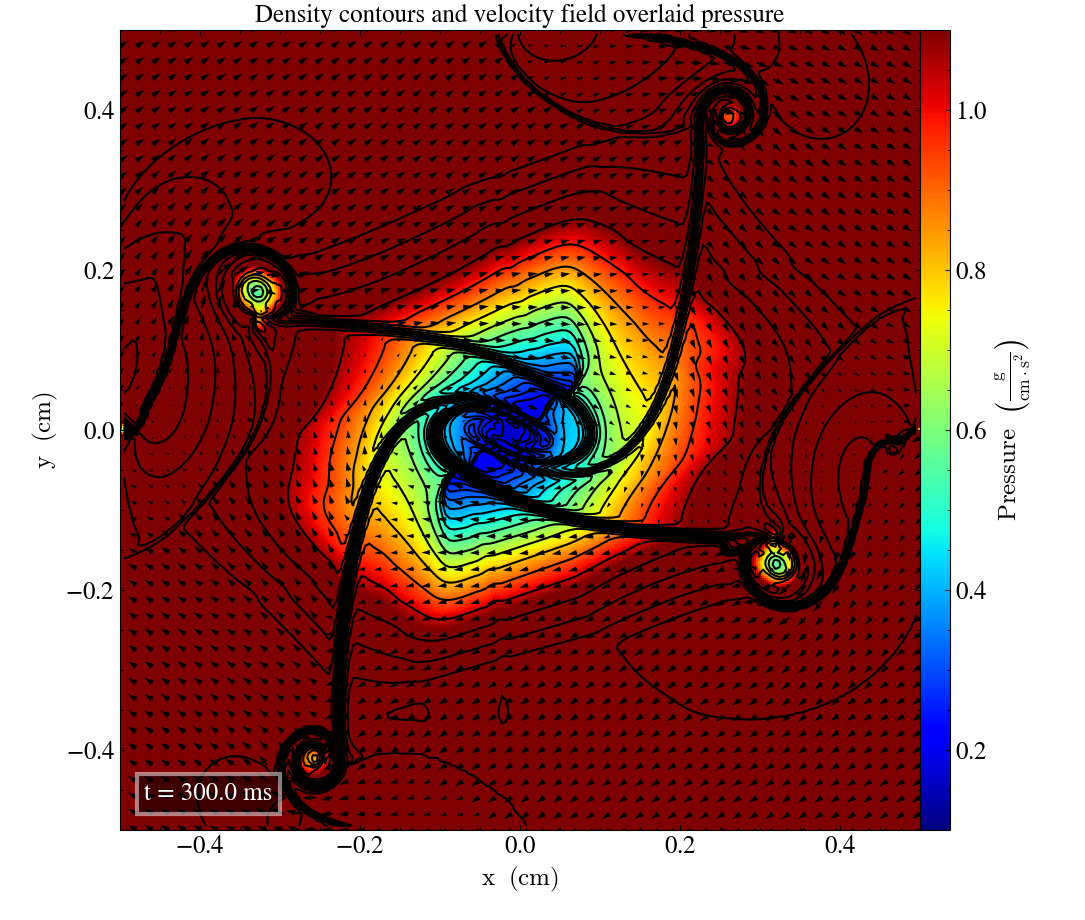 Density contours and velocity field overlaid pressure
0.4
0.2
0.0
−0.2
−0.4
y (cm)
t = 300.0 ms
−0.4 −0.2 0.0 0.2 0.4
x (cm)
1.0
0.8
0.6
0.4
0.2
Pressure (g/cm · s²)